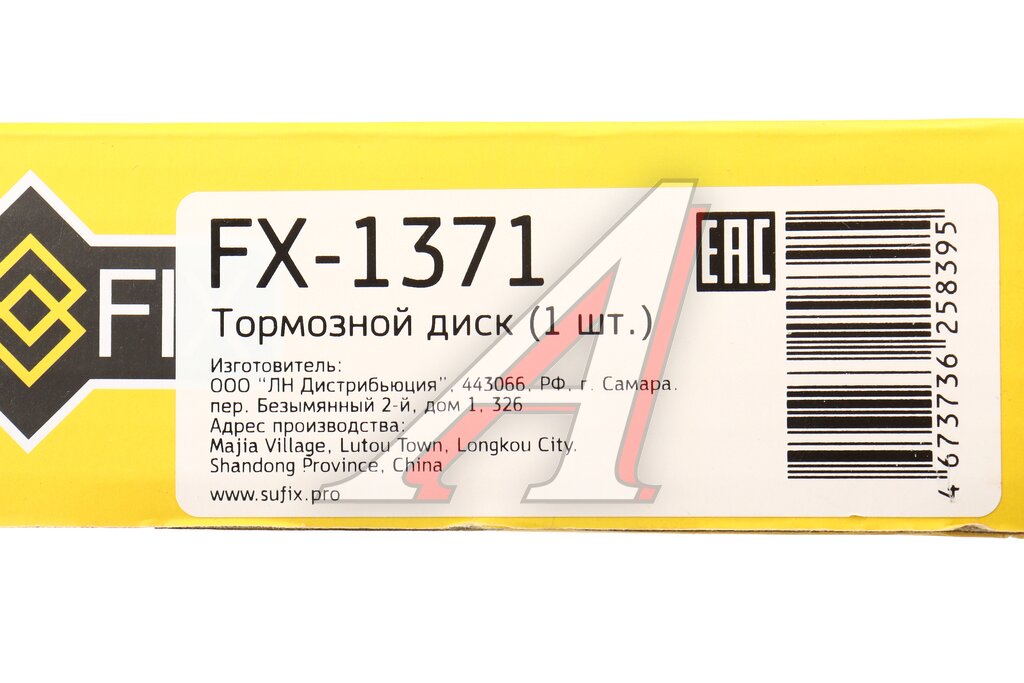 FIX
FX-1371
Тормозной диск (1 шт.)
EAC
Изготовитель:
ООО “ЛН Дистрибьюция”, 443066, РФ, г. Самара,
пер. Безымянный 2-й, дом 1, 326
Адрес производства:
Majia Village, Lutou Town, Longkou City,
Shandong Province, China
www.sufix.pro
4 673736 258395